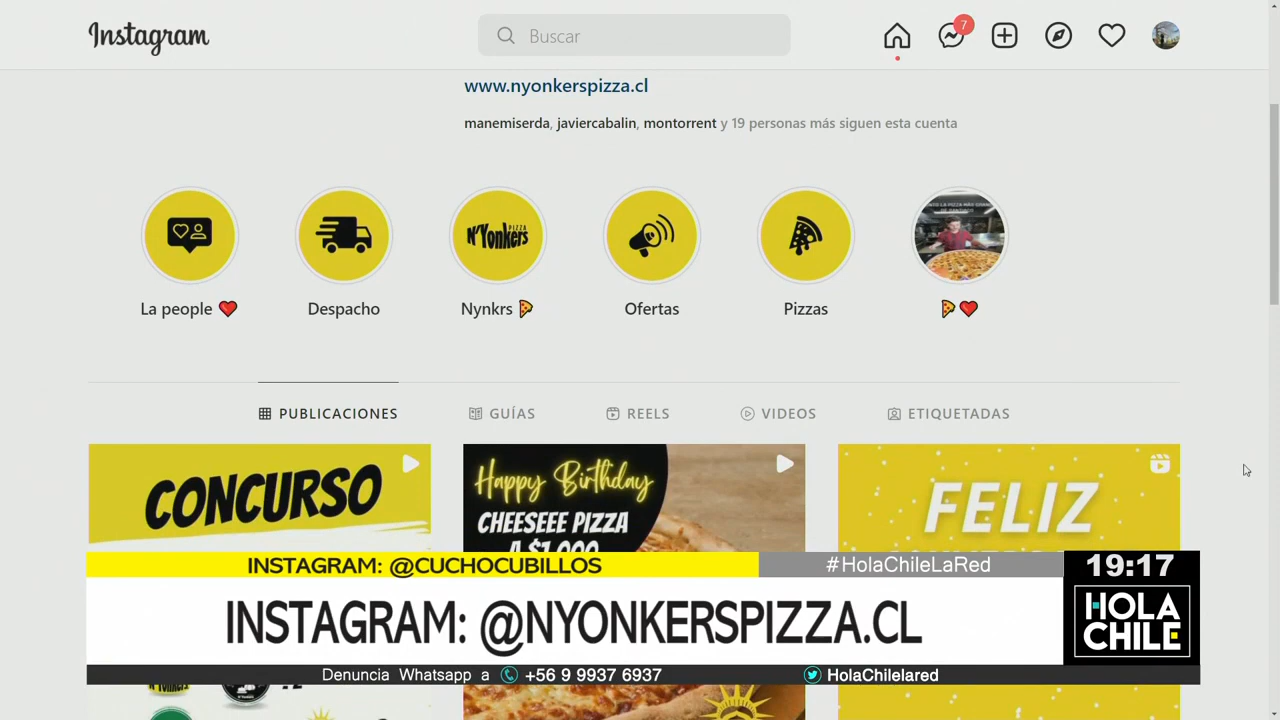 Instagram
Buscar
7
www.nyonkerspizza.cl
manemiserda, javiercabalin, montorrent y 19 personas más siguen esta cuenta
N'Yonkers
PIZZA
La people
Despacho
Nynkrs
Ofertas
Pizzas
PUBLICACIONES
GUÍAS
REELS
VIDEOS
ETIQUETADAS
CONCURSO
Happy Birthday
CHEESEEE PIZZA
A $1.000
FELIZ
INSTAGRAM: @CUCHOCUBILLOS
#HolaChileLaRed
19:17
INSTAGRAM: @NYONKERSPIZZA.CL
HOLA
CHILE
Denuncia Whatsapp a +56 9 9937 6937
HolaChilelared